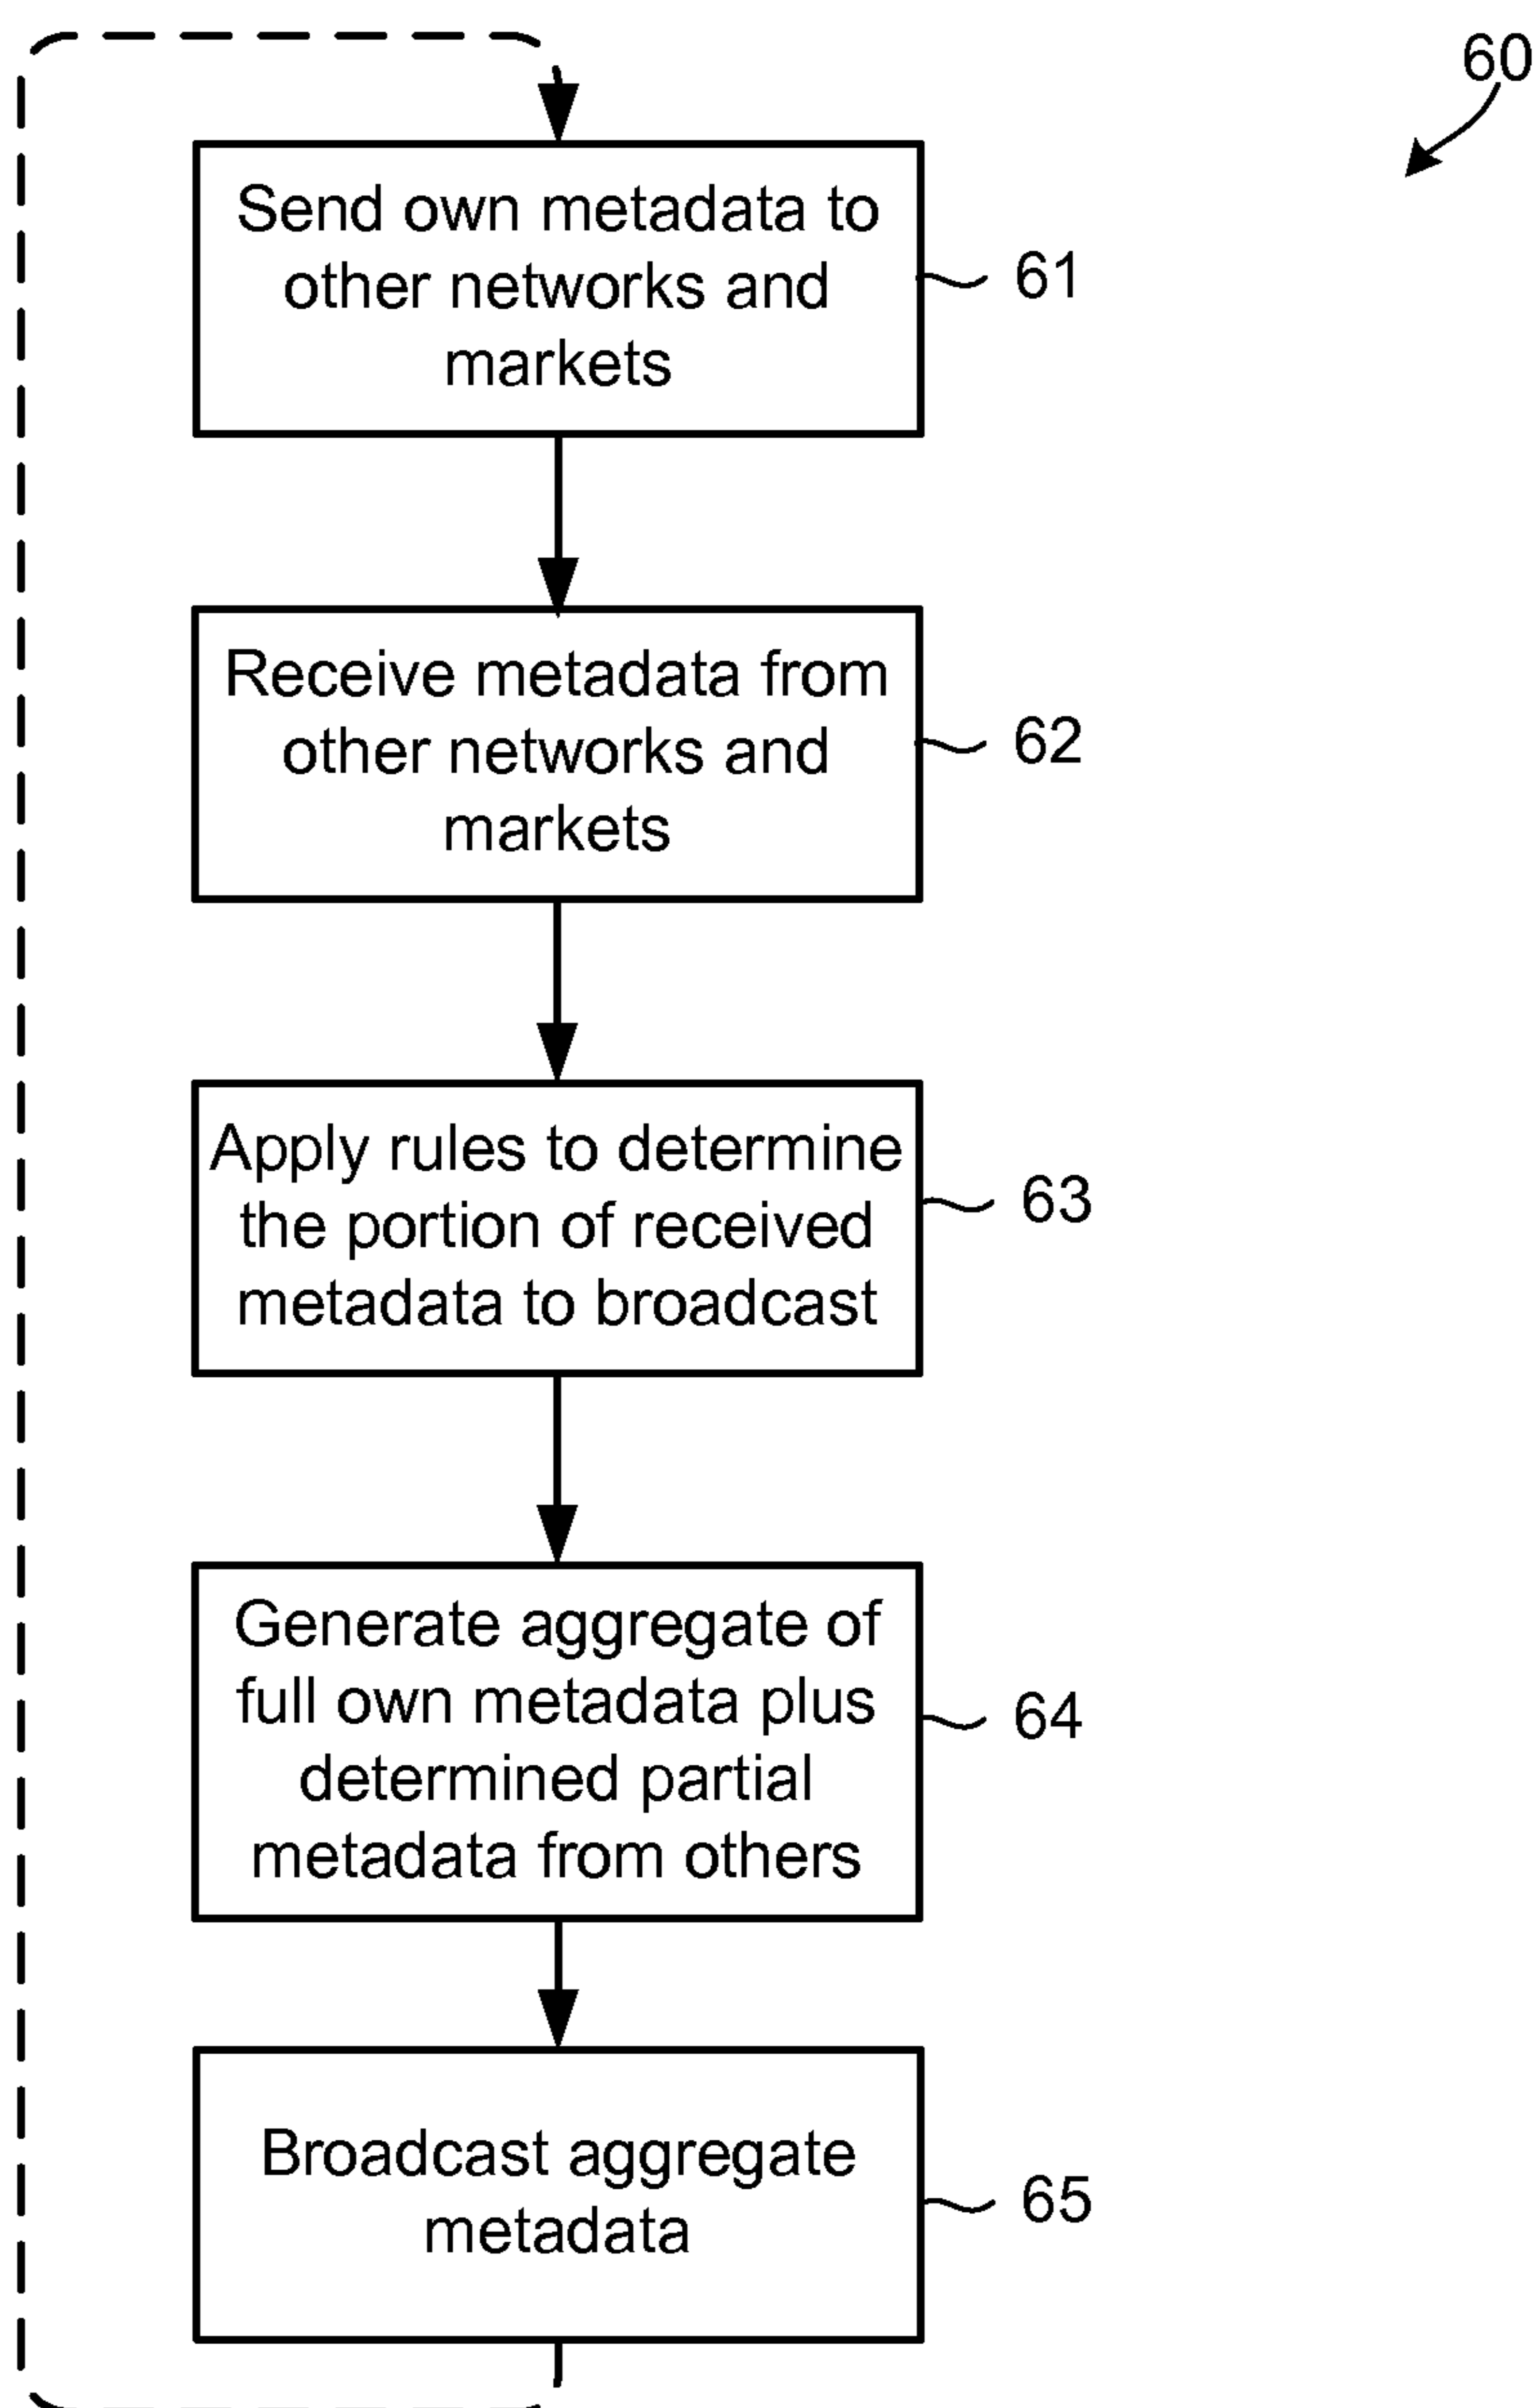 60
Send own metadata to
other networks and
markets
61
Receive metadata from
other networks and
markets
62
Apply rules to determine
the portion of received
metadata to broadcast
63
Generate aggregate of
full own metadata plus
determined partial
metadata from others
64
Broadcast aggregate
metadata
65